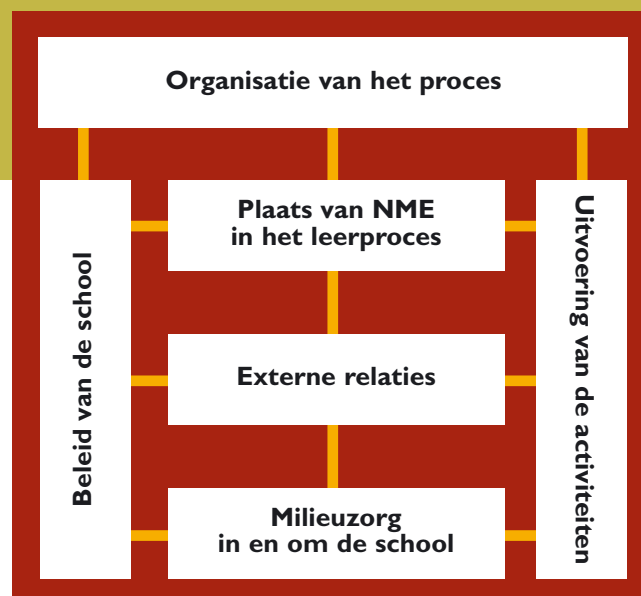 Organisatie van het proces
Beleid van de school
Plaats van NME
in het leerproces
Externe relaties
Milieuzorg
in en om de school
Uitvoering van de activiteiten